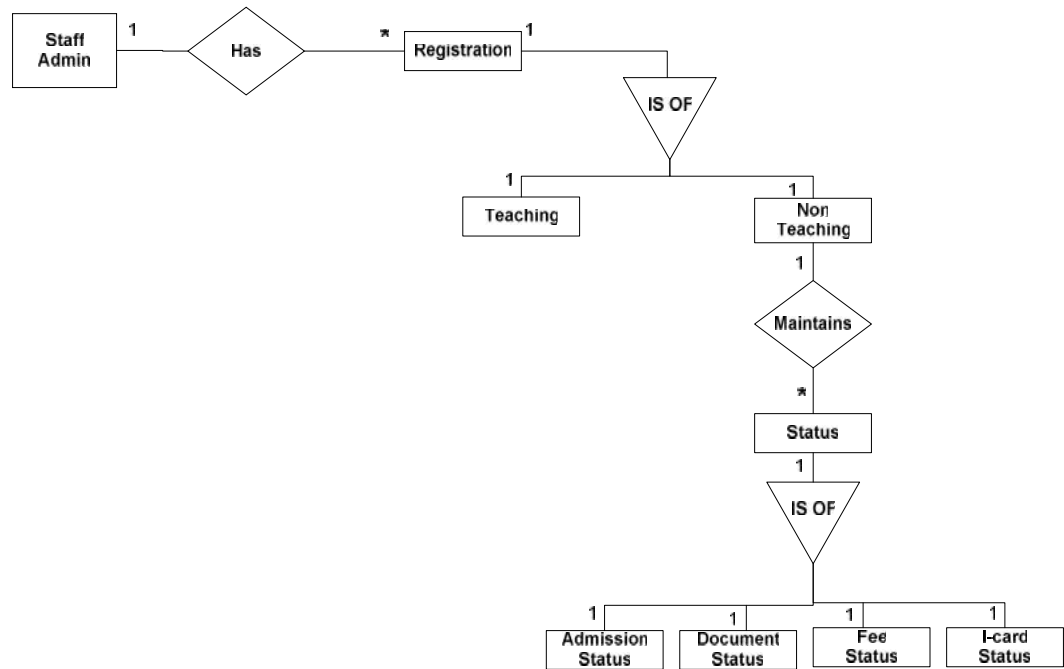 Staff
Admin
1
Has
*
Registration
1
IS OF
1
Teaching
1
Non
Teaching
1
Maintains
*
Status
1
IS OF
1
Admission
Status
1
Document
Status
1
Fee
Status
1
I-card
Status